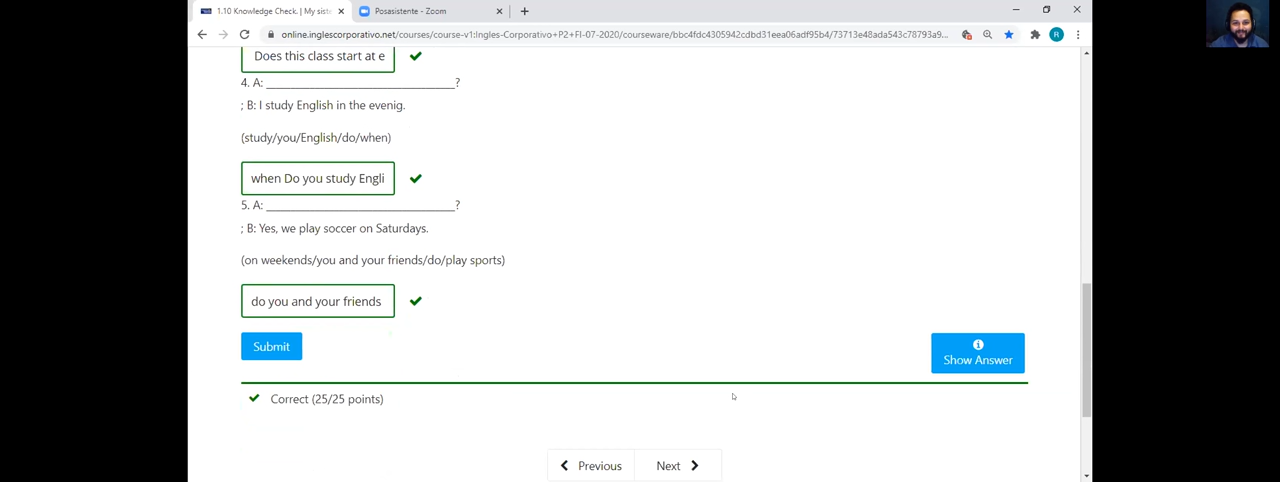 1.10 Knowledge Check. | My siste
Posasistente - Zoom
online.inglescorporativo.net/courses/course-v1:ingles-Corporativo+P2+FI-07-2020/courseware/bbc4fdc4305942cdbd31eea06adf95b4/73713e48ada543c78793a9...
R
Does this class start at e
4. A: ______________________________?
; B: I study English in the evenig.
(study/you/English/do/when)
when Do you study Engli
5. A: ______________________________?
; B: Yes, we play soccer on Saturdays.
(on weekends/you and your friends/do/play sports)
do you and your friends
Submit
Show Answer
Correct (25/25 points)
Previous
Next